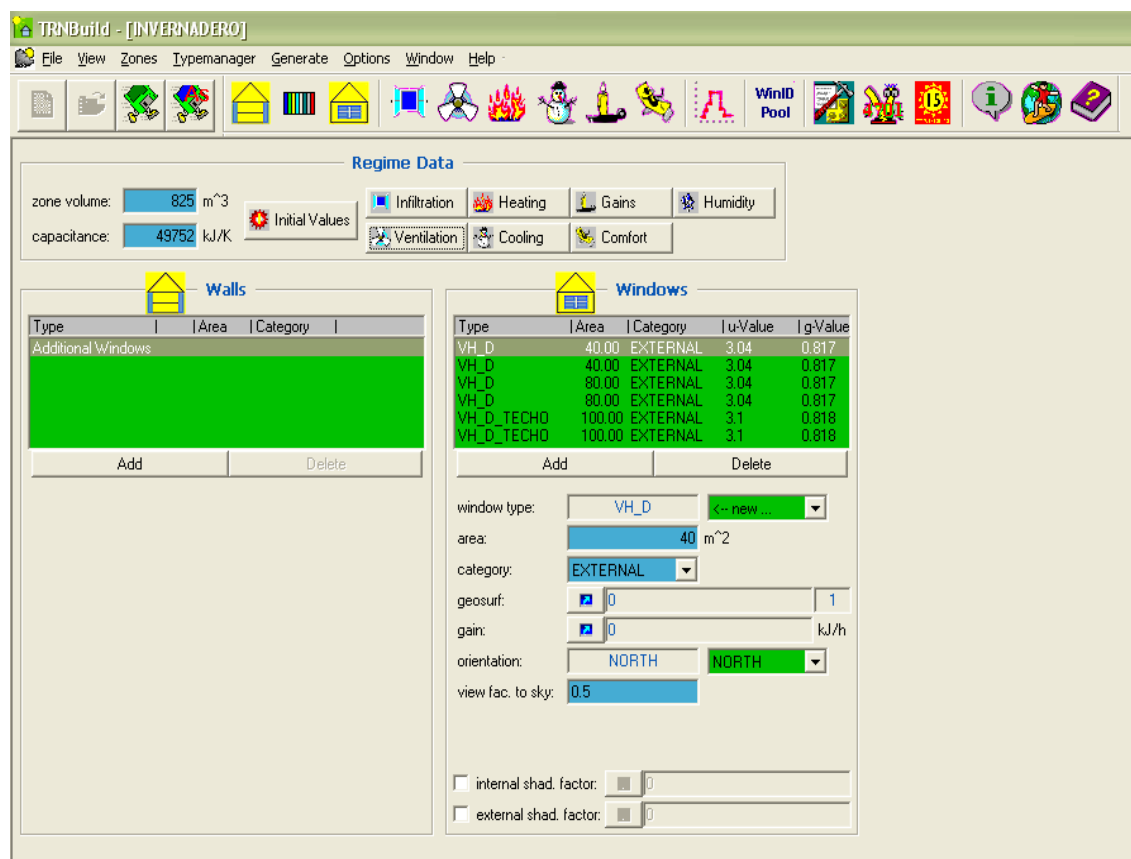 TRNBuild - [INVERNADERO]
File View Zones Typemanager Generate Options Window Help
WinID Pool
15
Regime Data
zone volume: 825 m^3
capacitance: 49752 kJ/K
Initial Values
Infiltration Heating Gains Humidity
Ventilation Cooling Comfort
Walls
Type | | Area | Category |
Additional Windows
Add Delete
Windows
Type | Area | Category | u-Value | g-Value
VH_D 40.00 EXTERNAL 3.04 0.817
VH_D 40.00 EXTERNAL 3.04 0.817
VH_D 80.00 EXTERNAL 3.04 0.817
VH_D 80.00 EXTERNAL 3.04 0.817
VH_D_TECHO 100.00 EXTERNAL 3.1 0.818
VH_D_TECHO 100.00 EXTERNAL 3.1 0.818
Add Delete
window type: VH_D <-- new ...
area: 40 m^2
category: EXTERNAL
geosurf: 0 1
gain: 0 kJ/h
orientation: NORTH NORTH
view fac. to sky: 0.5
internal shad. factor: 0
external shad. factor: 0